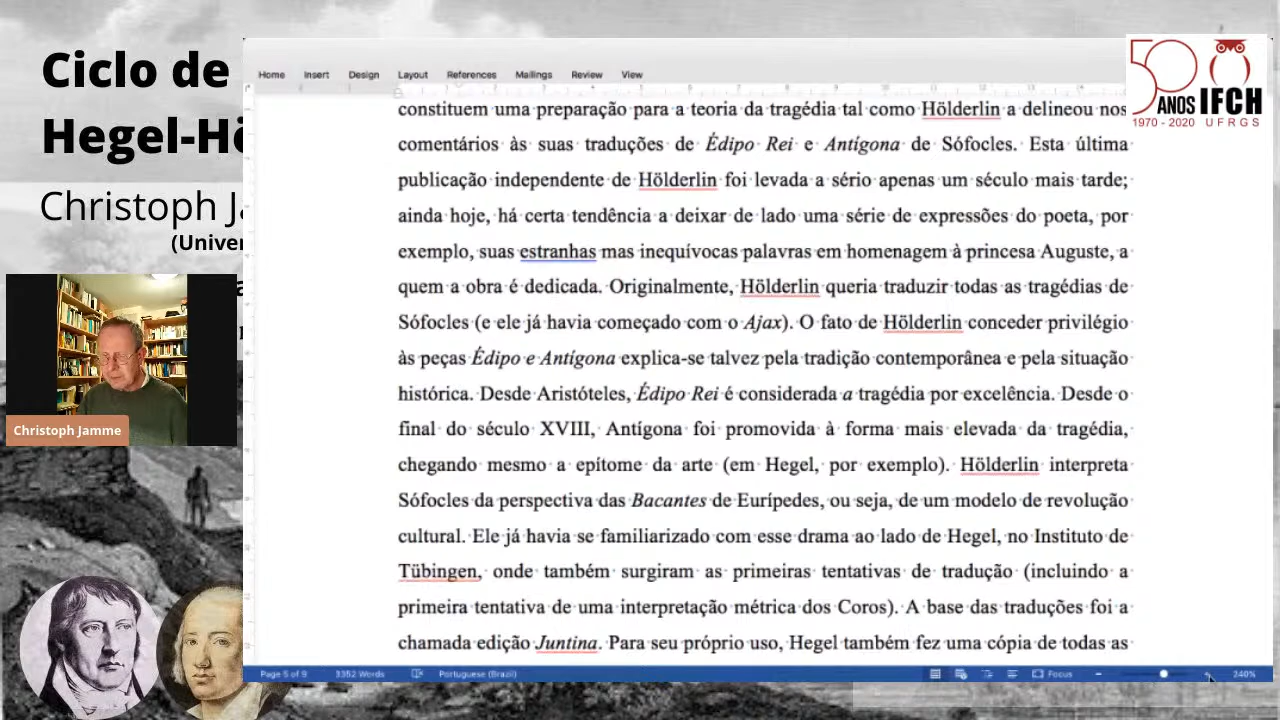 Ciclo de
Hegel-Hö
Christoph J
(Univer
Christoph Jamme
Home Insert Design Layout References Mailings Review View
50
ANOS IFCH
1970 - 2020 UFRGS
constituem uma preparação para a teoria da tragédia tal como Hölderlin a delineou nos
comentários às suas traduções de Édipo Rei e Antígona de Sófocles. Esta última
publicação independente de Hölderlin foi levada a sério apenas um século mais tarde;
ainda hoje, há certa tendência a deixar de lado uma série de expressões do poeta, por
exemplo, suas estranhas mas inequívocas palavras em homenagem à princesa Auguste, a
quem a obra é dedicada. Originalmente, Hölderlin queria traduzir todas as tragédias de
Sófocles (e ele já havia começado com o Ajax). O fato de Hölderlin conceder privilégio
às peças Édipo e Antígona explica-se talvez pela tradição contemporânea e pela situação
histórica. Desde Aristóteles, Édipo Rei é considerada a tragédia por excelência. Desde o
final do século XVIII, Antígona foi promovida à forma mais elevada da tragédia,
chegando mesmo a epítome da arte (em Hegel, por exemplo). Hölderlin interpreta
Sófocles da perspectiva das Bacantes de Eurípedes, ou seja, de um modelo de revolução
cultural. Ele já havia se familiarizado com esse drama ao lado de Hegel, no Instituto de
Tübingen, onde também surgiram as primeiras tentativas de tradução (incluindo a
primeira tentativa de uma interpretação métrica dos Coros). A base das traduções foi a
chamada edição Juntina. Para seu próprio uso, Hegel também fez uma cópia de todas as
Page 5 of 9 3352 Words Portuguese (Brazil) Focus 240%